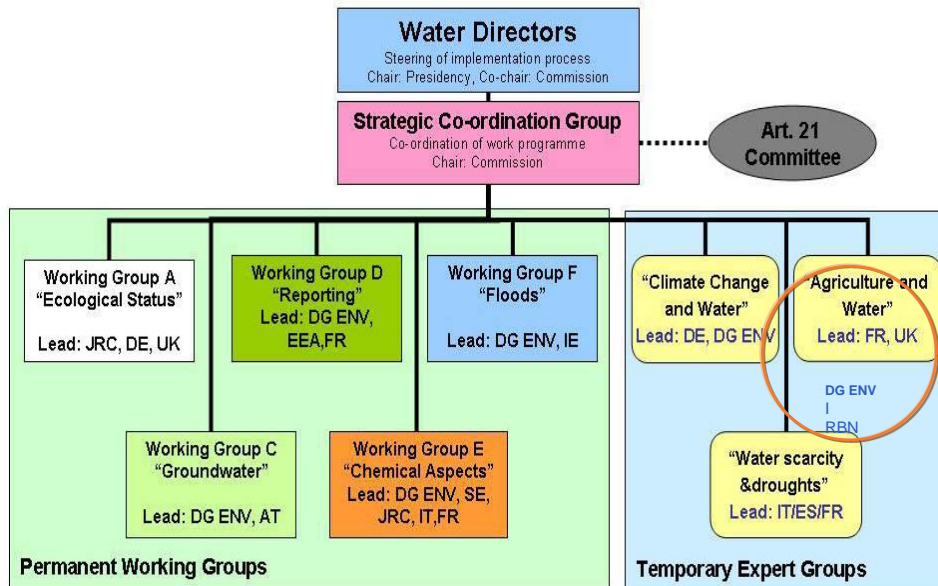 Water Directors
Steering of implementation process
Chair: Presidency, Co-chair: Commission
Strategic Co-ordination Group
Co-ordination of work programme
Chair: Commission
Art. 21
Committee
Working Group A
“Ecological Status”
Lead: JRC, DE, UK
Working Group D
“Reporting”
Lead: DG ENV,
EEA,FR
Working Group F
“Floods”
Lead: DG ENV, IE
“Climate Change
and Water”
Lead: DE, DG ENV
“Agriculture and
Water”
Lead: FR, UK
DG ENV
I
RBN
Working Group C
“Groundwater”
Lead: DG ENV, AT
Working Group E
“Chemical Aspects”
Lead: DG ENV, SE,
JRC, IT,FR
“Water scarcity
&droughts”
Lead: IT/ES/FR
Permanent Working Groups
Temporary Expert Groups